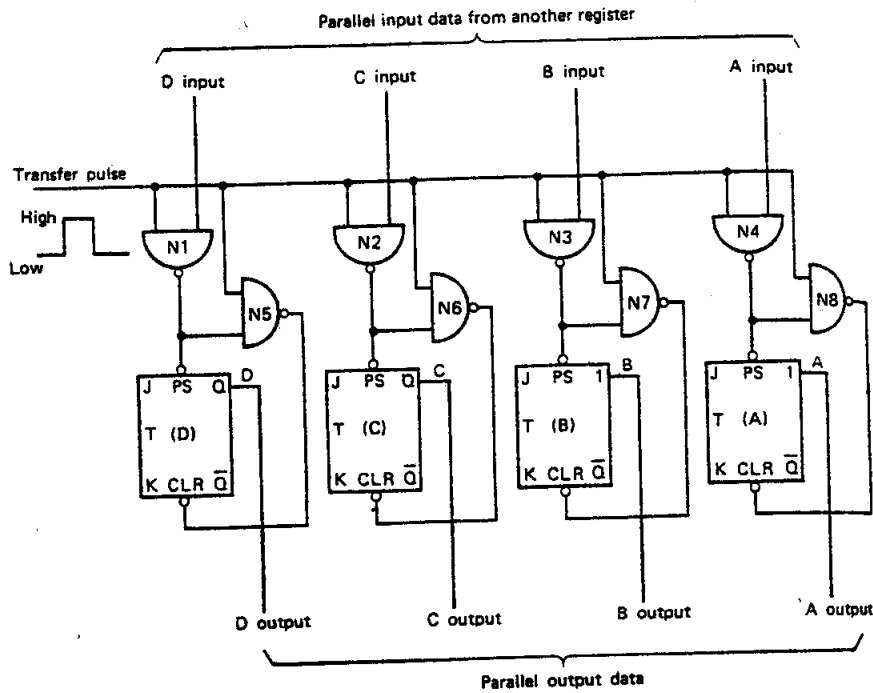 Parallel input data from another register
D input
C input
B input
A input
Transfer pulse
High
Low
N1
N2
N3
N4
N5
N6
N7
N8
J PS Q D
T (D)
K CLR Q̅
J PS Q C
T (C)
K CLR Q̅
J PS 1 B
T (B)
K CLR Q̅
J PS 1 A
T (A)
K CLR Q̅
D output
C output
B output
A output
Parallel output data